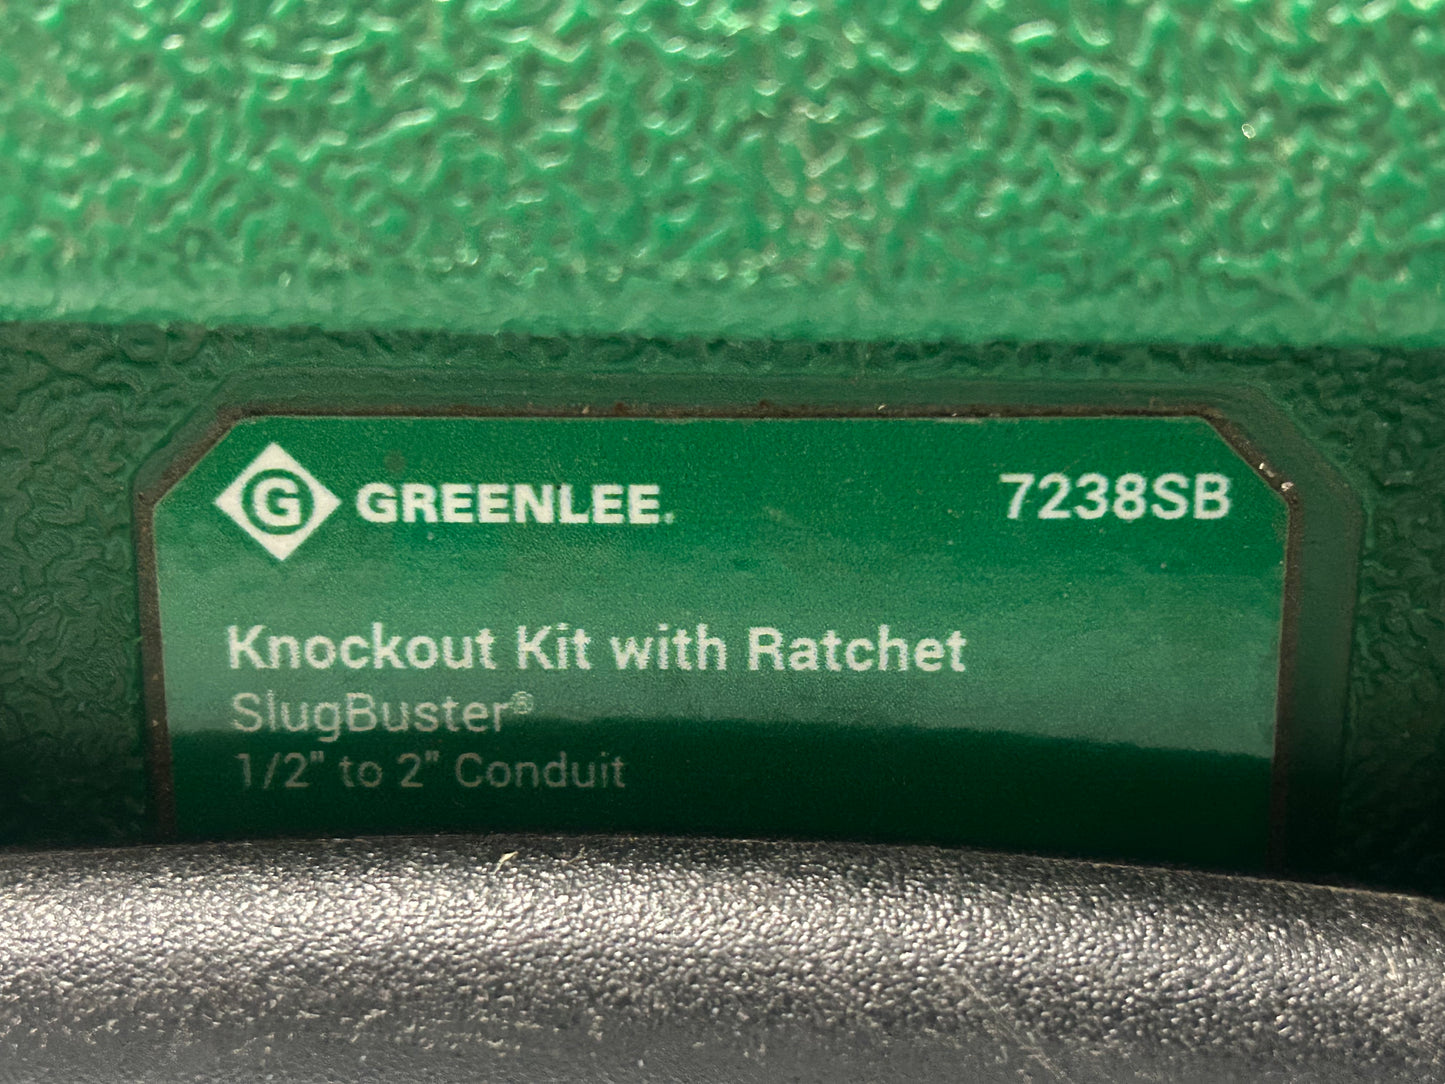 G GREENLEE. 7238SB
Knockout Kit with Ratchet
SlugBuster®
1/2" to 2" Conduit